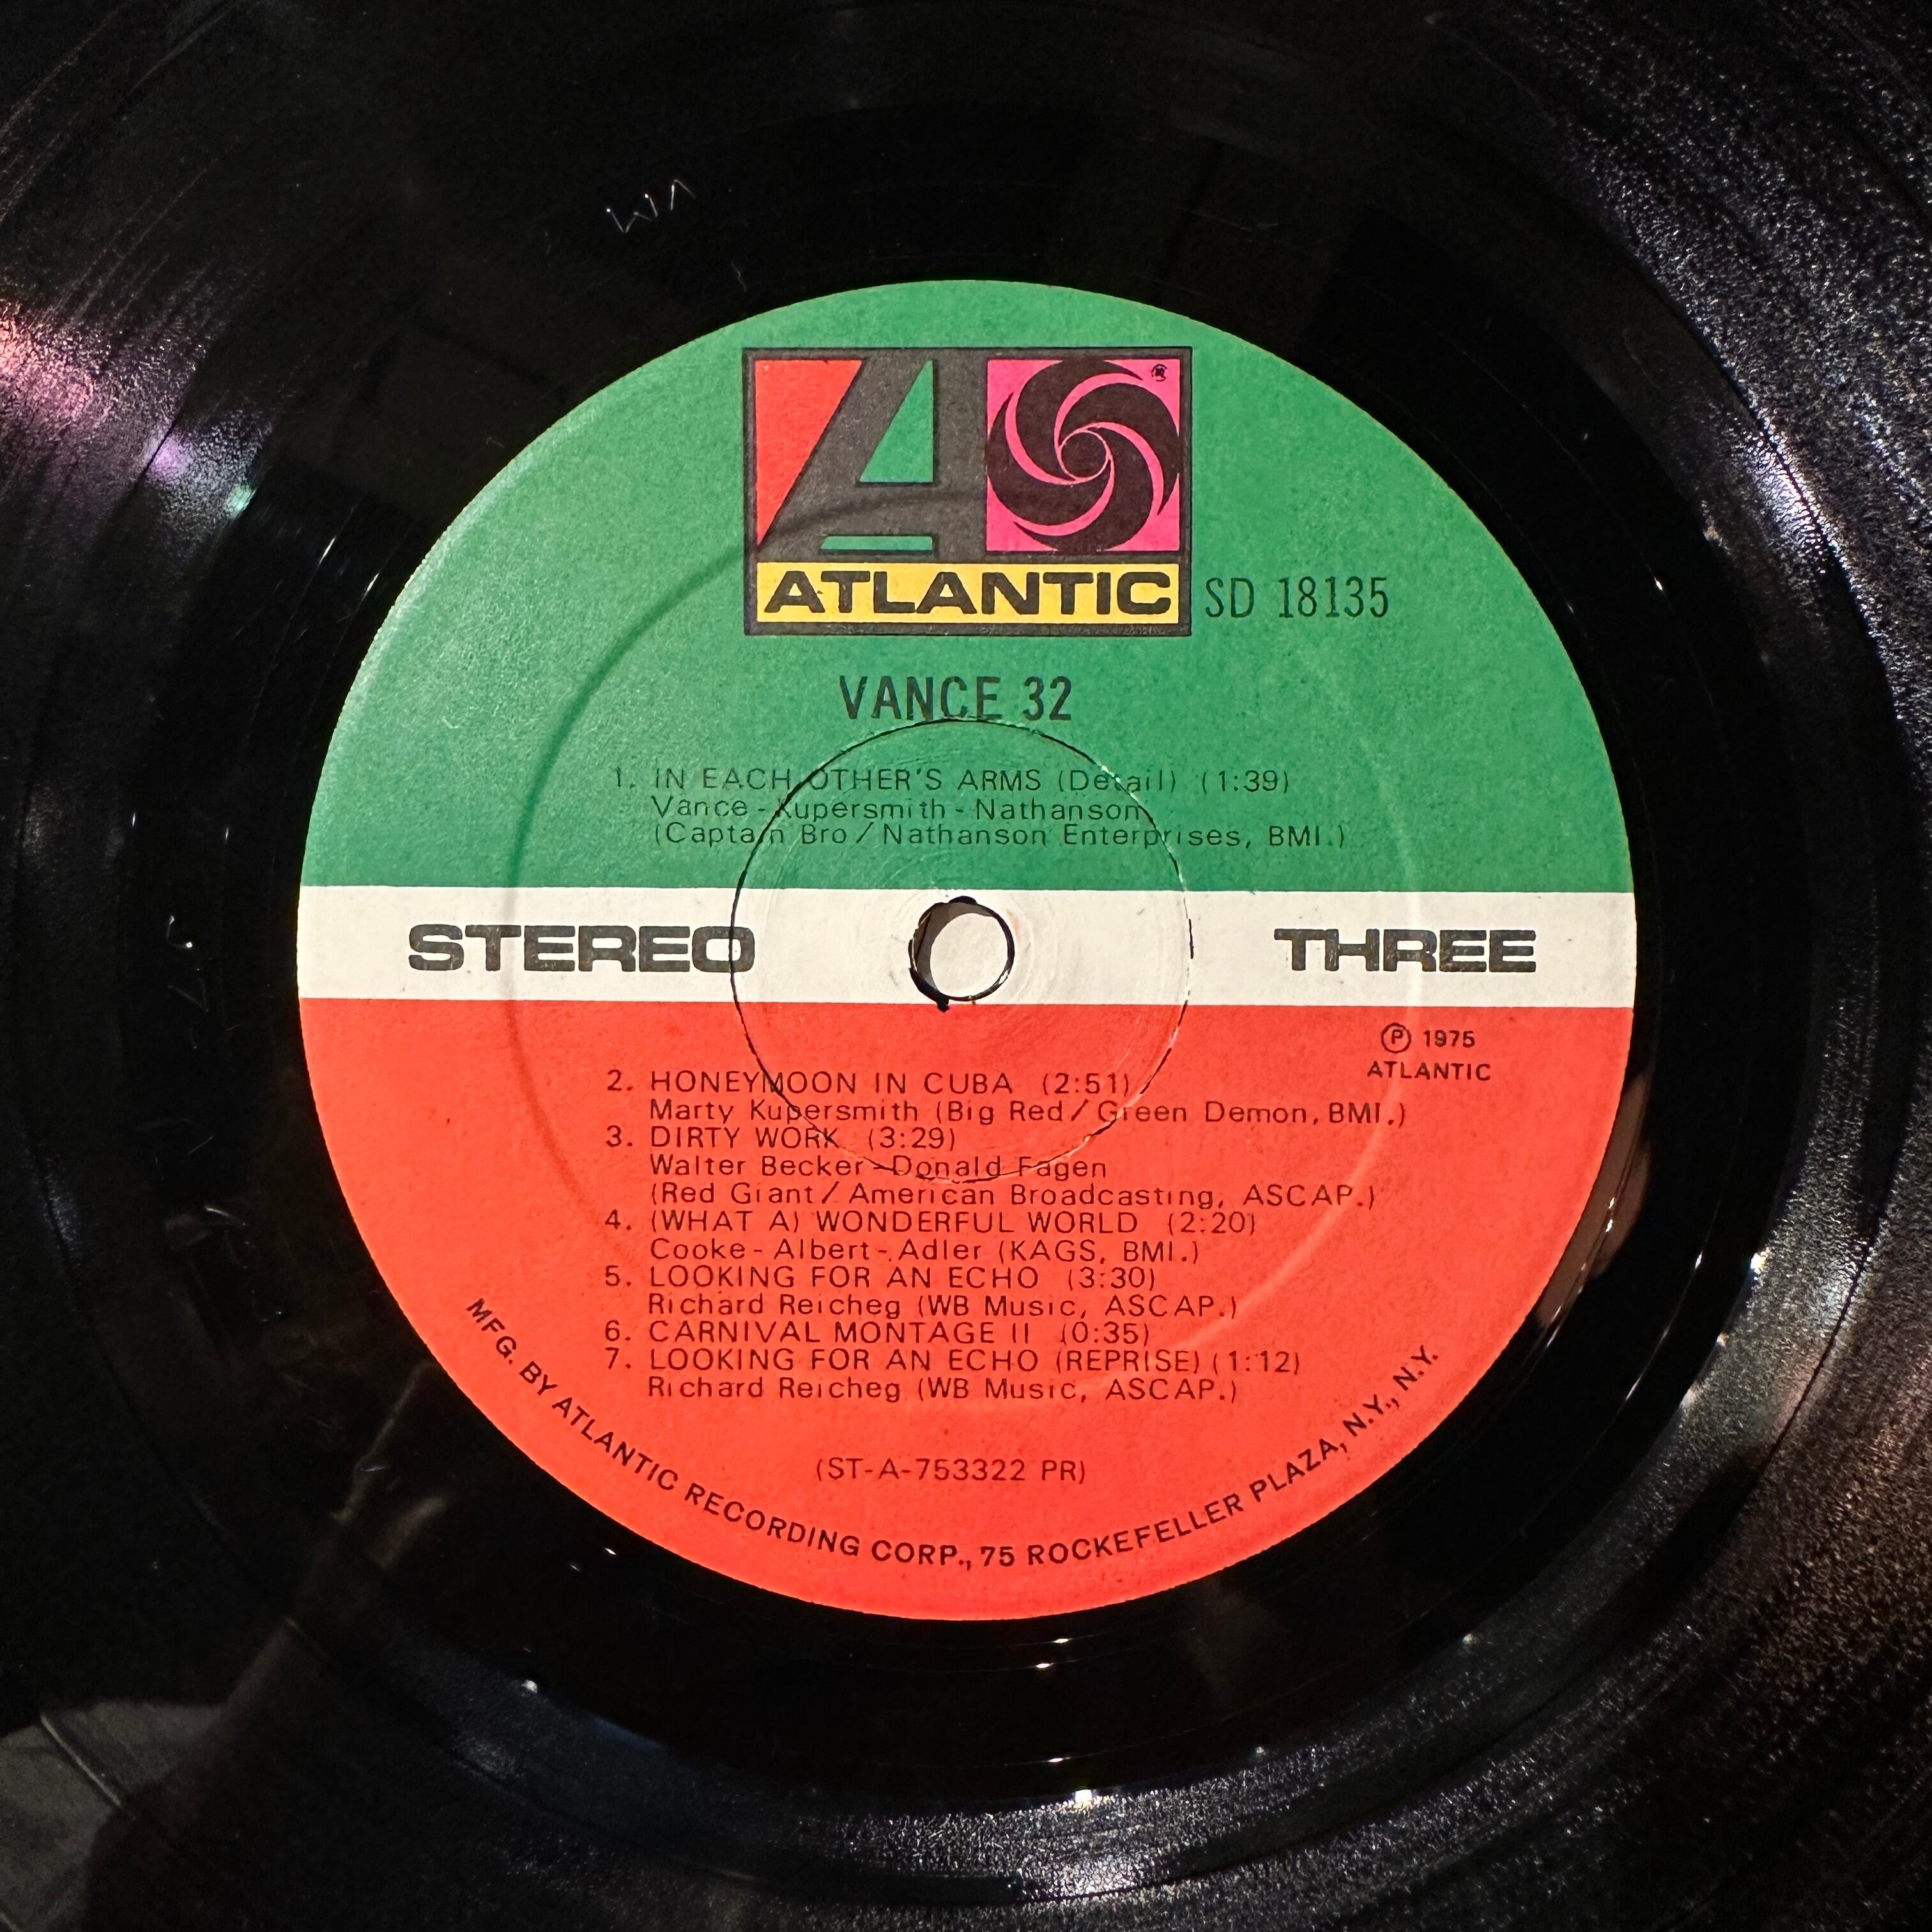 WM
ATLANTIC
SD 18135
VANCE 32
1. IN EACH OTHER'S ARMS (Detail) (1:39)
Vance - Kupersmith - Nathanson
(Captain Bro / Nathanson Enterprises, BMI.)
STEREO
THREE
Ⓟ 1975
ATLANTIC
2. HONEYMOON IN CUBA (2:51)
Marty Kupersmith (Big Red / Green Demon, BMI.)
3. DIRTY WORK (3:29)
Walter Becker - Donald Fagen
(Red Giant / American Broadcasting, ASCAP.)
4. (WHAT A) WONDERFUL WORLD (2:20)
Cooke - Albert - Adler (KAGS, BMI.)
5. LOOKING FOR AN ECHO (3:30)
Richard Reicheg (WB Music, ASCAP.)
6. CARNIVAL MONTAGE II (0:35)
7. LOOKING FOR AN ECHO (REPRISE) (1:12)
Richard Reicheg (WB Music, ASCAP.)
(ST-A-753322 PR)
MFG. BY ATLANTIC RECORDING CORP., 75 ROCKEFELLER PLAZA, N.Y., N.Y.